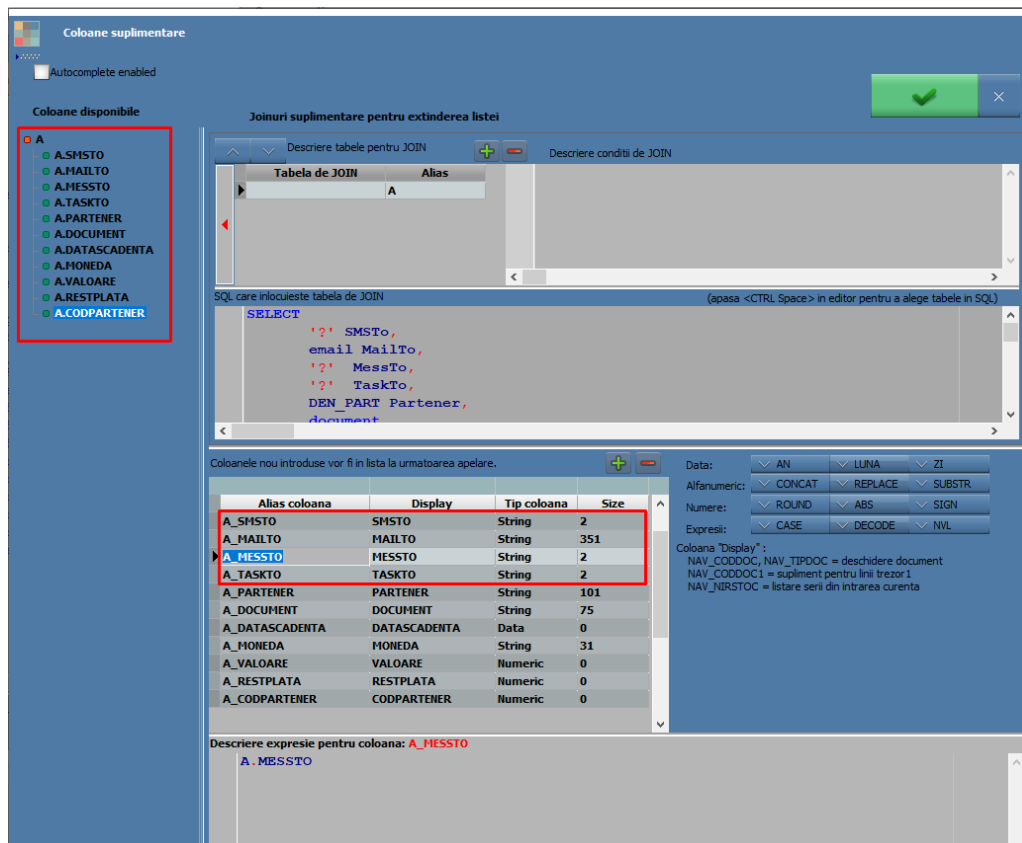 Coloane suplimentare
Autocomplete enabled
Coloane disponibile
Joinuri suplimentare pentru extinderea listei
A
A.SMSTO
A.MAILTO
A.MESSTO
A.TASKTO
A.PARTENER
A.DOCUMENT
A.DATASCADENTA
A.MONEDA
A.VALOARE
A.RESTPLATA
A.CODPARTENER
Descriere tabele pentru JOIN
Descriere conditii de JOIN
Tabela de JOIN Alias
A
SQL care inlocuieste tabela de JOIN (apasa <CTRL Space> in editor pentru a alege tabele in SQL)
SELECT
'?' SMSTo,
email MailTo,
'?' MessTo,
'?' TaskTo,
DEN_PART Partener,
document
Coloanele nou introduse vor fi in lista la urmatoarea apelare.
Alias coloana Display Tip coloana Size
A_SMSTO SMSTO String 2
A_MAILTO MAILTO String 351
A_MESSTO MESSTO String 2
A_TASKTO TASKTO String 2
A_PARTENER PARTENER String 101
A_DOCUMENT DOCUMENT String 75
A_DATASCADENTA DATASCADENTA Data 0
A_MONEDA MONEDA String 31
A_VALOARE VALOARE Numeric 0
A_RESTPLATA RESTPLATA Numeric 0
A_CODPARTENER CODPARTENER Numeric 0
Data: AN LUNA ZI
Alfanumeric: CONCAT REPLACE SUBSTR
Numere: ROUND ABS SIGN
Expresii: CASE DECODE NVL
Coloana "Display" :
NAV_CODDOC, NAV_TIPDOC = deschidere document
NAV_CODDOC1 = supliment pentru linii trezor1
NAV_NIRSTOC = listare serii din intrarea curenta
Descriere expresie pentru coloana: A_MESSTO
A.MESSTO